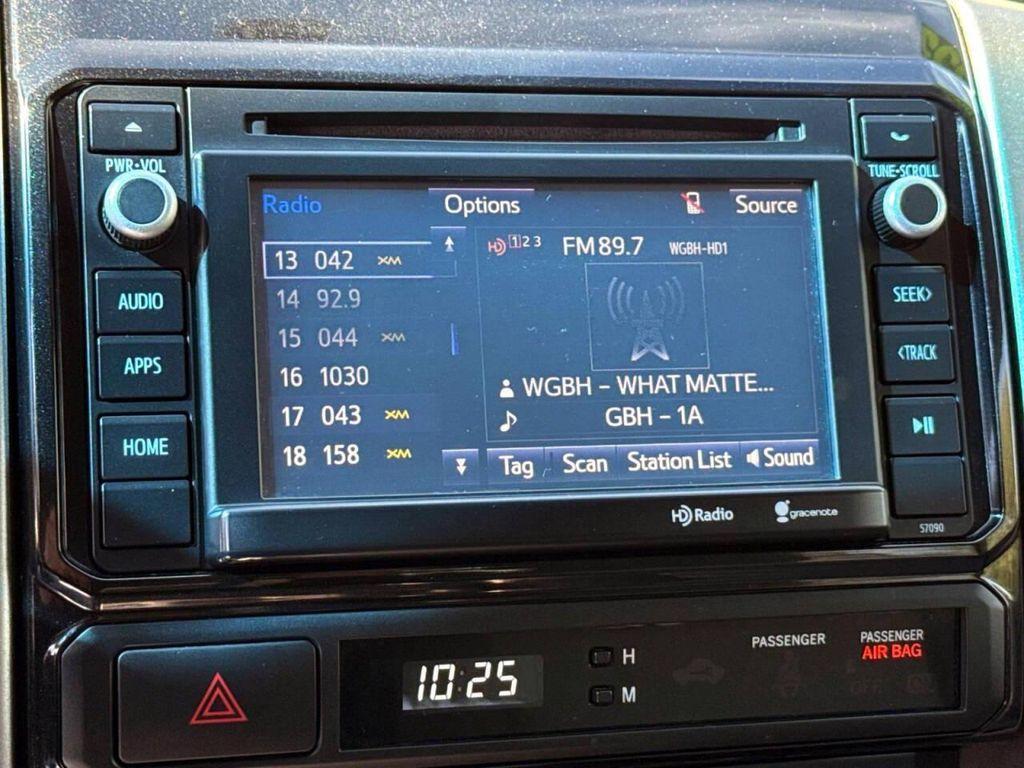 PWR•VOL
TUNE•SCROLL
AUDIO
APPS
HOME
SEEK>
<TRACK
Radio
Options
Source
13 042 XM
14 92.9
15 044 XM
16 1030
17 043 XM
18 158 XM
HD 1 2 3 FM 89.7 WGBH-HD1
WGBH - WHAT MATTE...
GBH - 1A
Tag Scan Station List Sound
HD Radio gracenote
57090
10:25
H
M
PASSENGER
PASSENGER
AIR BAG